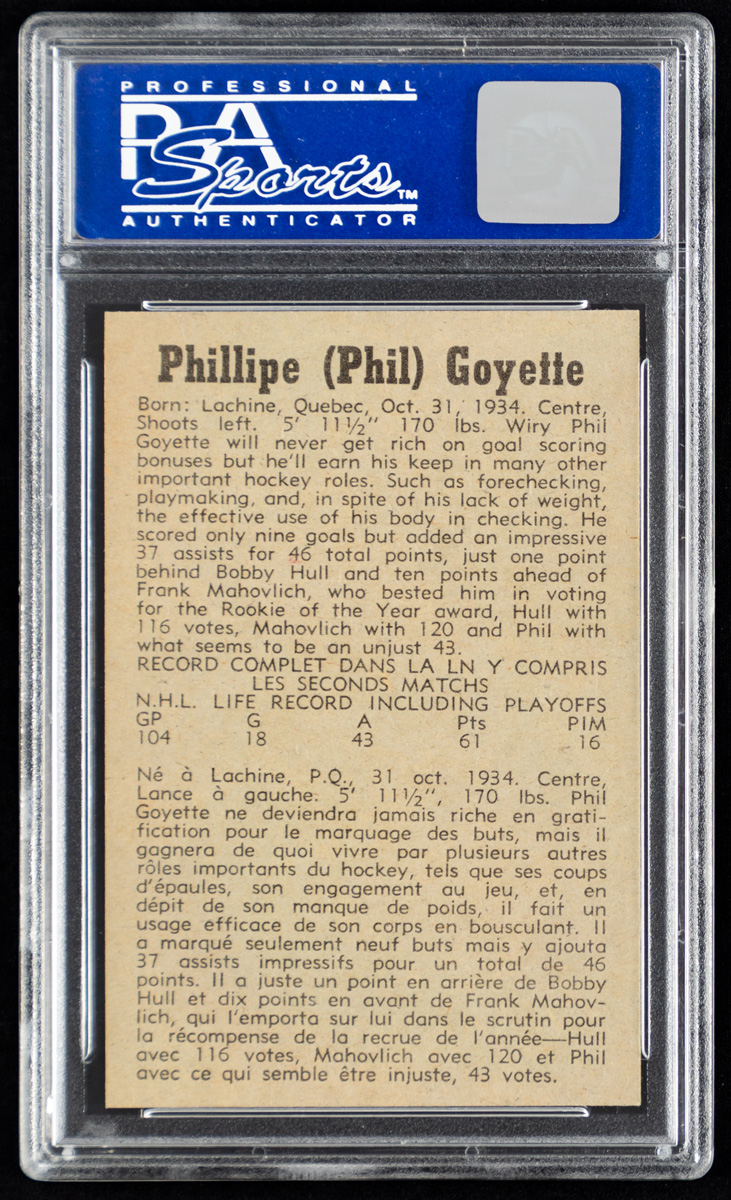 PROFESSIONAL
PSA
Sports™
AUTHENTICATOR
Phillipe (Phil) Goyette
Born: Lachine, Quebec, Oct. 31, 1934. Centre,
Shoots left. 5' 11½" 170 lbs. Wiry Phil
Goyette will never get rich on goal scoring
bonuses but he'll earn his keep in many other
important hockey roles. Such as forechecking,
playmaking, and, in spite of his lack of weight,
the effective use of his body in checking. He
scored only nine goals but added an impressive
37 assists for 46 total points, just one point
behind Bobby Hull and ten points ahead of
Frank Mahovlich, who bested him in voting
for the Rookie of the Year award, Hull with
116 votes, Mahovlich with 120 and Phil with
what seems to be an unjust 43.
RECORD COMPLET DANS LA LN Y COMPRIS
LES SECONDS MATCHS
N.H.L. LIFE RECORD INCLUDING PLAYOFFS
GP G A Pts PIM
104 18 43 61 16
Né à Lachine, P.Q., 31 oct. 1934. Centre,
Lance à gauche. 5' 11½", 170 lbs. Phil
Goyette ne deviendra jamais riche en grati-
fication pour le marquage des buts, mais il
gagnera de quoi vivre par plusieurs autres
rôles importants du hockey, tels que ses coups
d'épaules, son engagement au jeu, et, en
dépit de son manque de poids, il fait un
usage efficace de son corps en bousculant. Il
a marqué seulement neuf buts mais y ajouta
37 assists impressifs pour un total de 46
points. Il a juste un point en arrière de Bobby
Hull et dix points en avant de Frank Mahov-
lich, qui l'emporta sur lui dans le scrutin pour
la récompense de la recrue de l'année—Hull
avec 116 votes, Mahovlich avec 120 et Phil
avec ce qui semble être injuste, 43 votes.